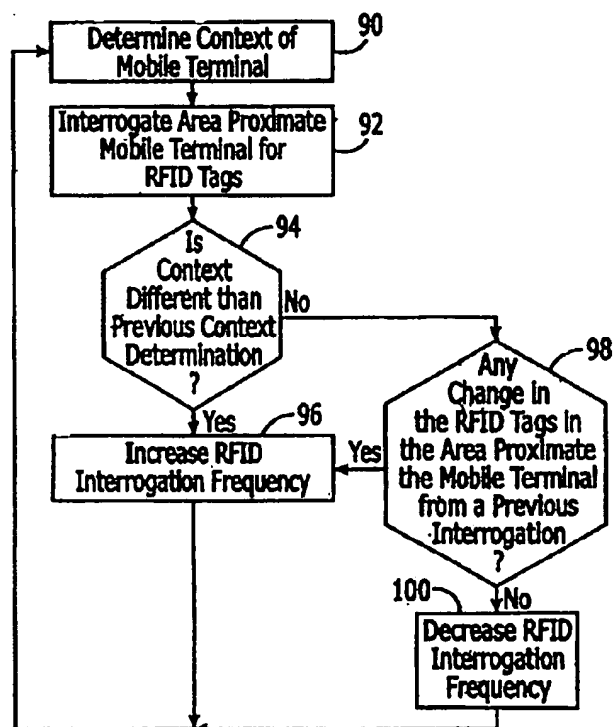 Determine Context of
Mobile Terminal
90
Interrogate Area Proximate
Mobile Terminal for
RFID Tags
92
Is
Context
Different than
Previous Context
Determination
?
94
No
Yes
Any
Change in
the RFID Tags in
the Area Proximate
the Mobile Terminal
from a Previous
Interrogation
?
98
Yes
Increase RFID
Interrogation Frequency
96
No
100
Decrease RFID
Interrogation
Frequency